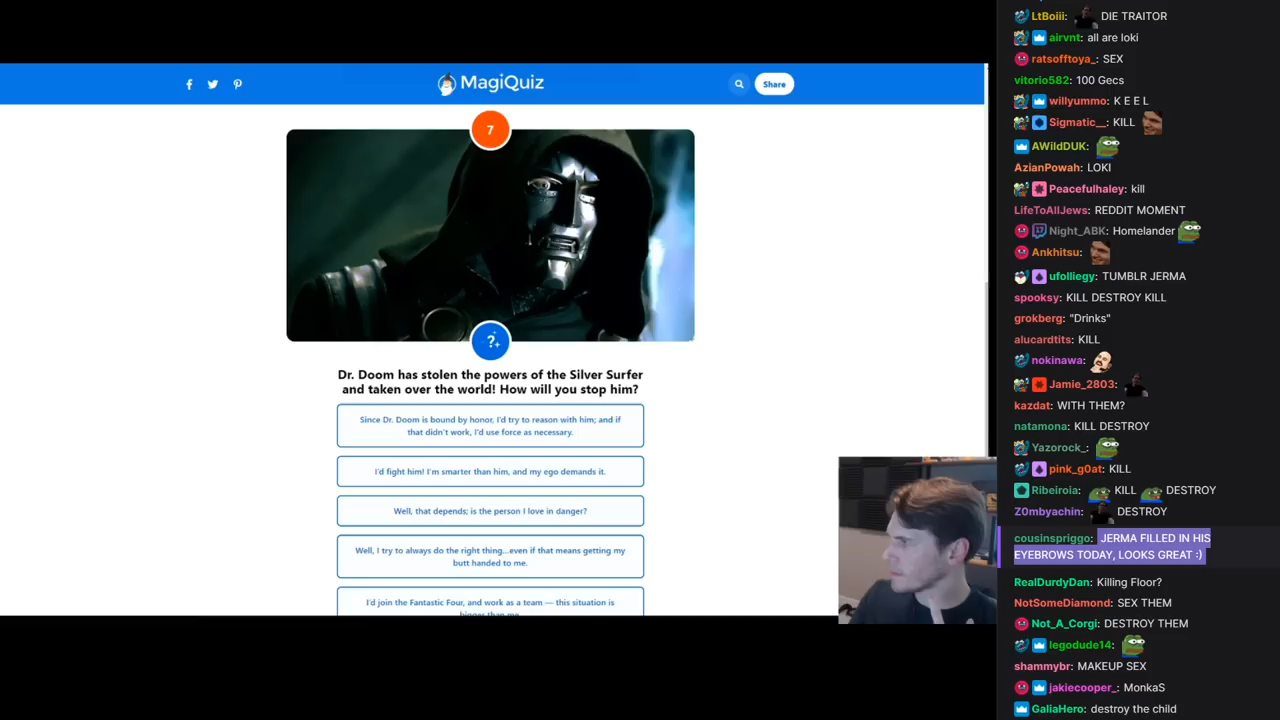 MagiQuiz
Share
7
?
Dr. Doom has stolen the powers of the Silver Surfer
and taken over the world! How will you stop him?
Since Dr. Doom is bound by honor, I'd try to reason with him; and if
that didn't work, I'd use force as necessary.
I'd fight him! I'm smarter than him, and my ego demands it.
Well, that depends; is the person I love in danger?
Well, I try to always do the right thing...even if that means getting my
butt handed to me.
I'd join the Fantastic Four, and work as a team — this situation is
bigger than me.
LtBoiii: DIE TRAITOR
airvnt: all are loki
ratsofftoya_: SEX
vitorio582: 100 Gecs
willyummo: K E E L
Sigmatic__: KILL
AWildDUK:
AzianPowah: LOKI
Peacefulhaley: kill
LifeToAllJews: REDDIT MOMENT
Night_ABK: Homelander
Ankhitsu:
ufolliegy: TUMBLR JERMA
spooksy: KILL DESTROY KILL
grokberg: "Drinks"
alucardtits: KILL
nokinawa:
Jamie_2803:
kazdat: WITH THEM?
natamona: KILL DESTROY
Yazorock_:
pink_g0at: KILL
Ribeiroia: KILL DESTROY
Z0mbyachin: DESTROY
cousinspriggo: JERMA FILLED IN HIS
EYEBROWS TODAY, LOOKS GREAT :)
RealDurdyDan: Killing Floor?
NotSomeDiamond: SEX THEM
Not_A_Corgi: DESTROY THEM
legodude14:
shammybr: MAKEUP SEX
jakiecooper_: MonkaS
GaliaHero: destroy the child